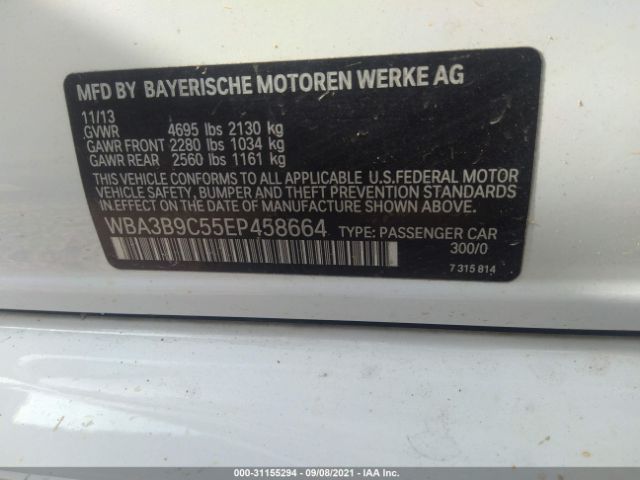 MFD BY BAYERISCHE MOTOREN WERKE AG
11/13
GVWR 4695 lbs 2130 kg
GAWR FRONT 2280 lbs 1034 kg
GAWR REAR 2560 lbs 1161 kg
THIS VEHICLE CONFORMS TO ALL APPLICABLE U.S.FEDERAL MOTOR
VEHICLE SAFETY, BUMPER, AND THEFT PREVENTION STANDARDS IN
EFFECT ON THE DATE OF MANUFACTURE SHOWN ABOVE.
WBA3B9C55EP458664 TYPE: PASSENGER CAR
300/0
7 315 814
000-31155294 - 09/08/2021 - IAA Inc.